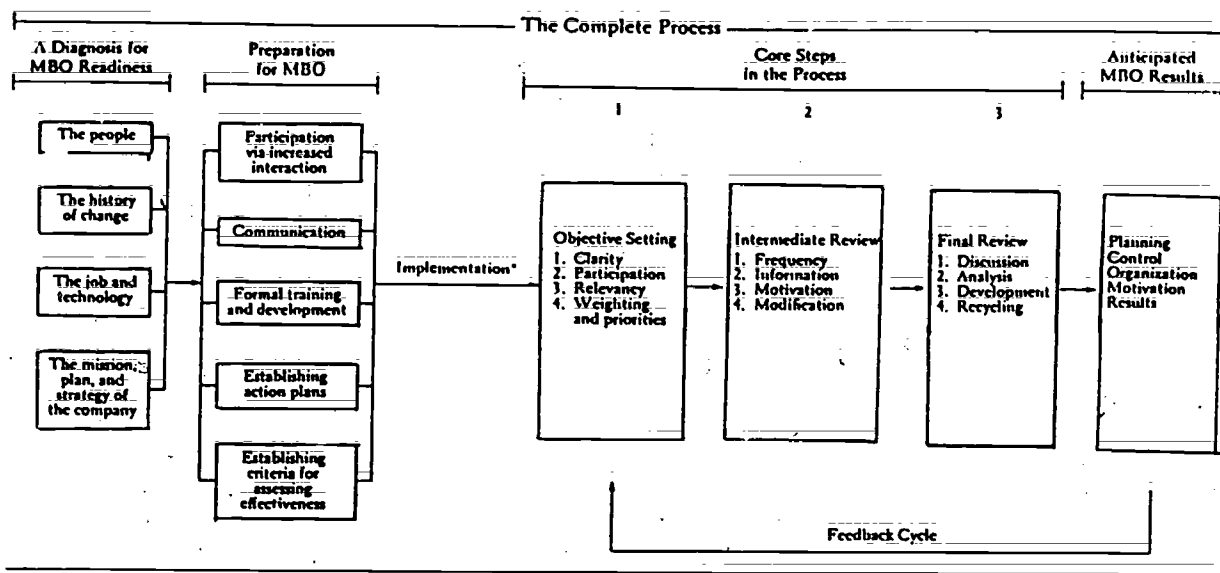 The Complete Process
A Diagnosis for
MBO Readiness
Preparation
for MBO
Core Steps
in the Process
Anticipated
MBO Results
1
2
3
The people
The history
of change
The job and
technology
The mission,
plan, and
strategy of
the company
Participation
via increased
interaction
Communication
Formal training
and development
Establishing
action plans
Establishing
criteria for
assessing
effectiveness
Implementation*
Objective Setting
1. Clarity
2. Participation
3. Relevancy
4. Weighting
and priorities
Intermediate Review
1. Frequency
2. Information
3. Motivation
4. Modification
Final Review
1. Discussion
2. Analysis
3. Development
4. Recycling
Planning
Control
Organization
Motivation
Results
Feedback Cycle